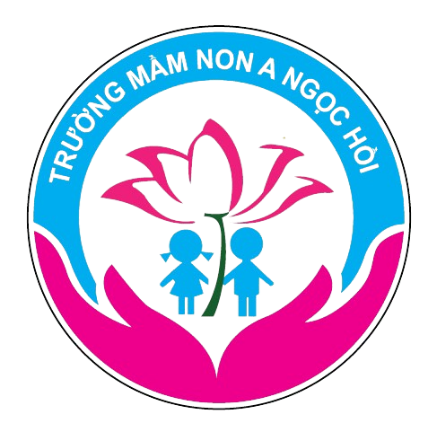 TRƯỜNG MẦM NON A NGỌC HỒI